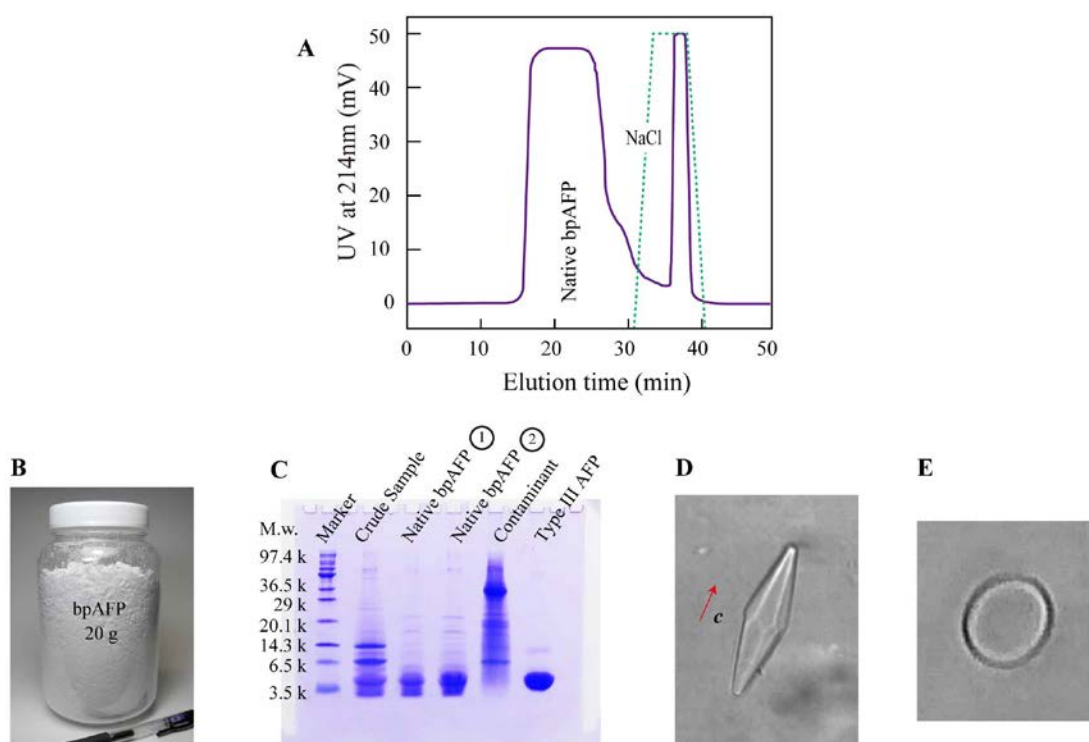 A
UV at 214nm (mV)
50
40
30
20
10
0
Native bpAFP
NaCl
0 10 20 30 40 50
Elution time (min)
B
bpAFP
20 g
C
M.w.
Marker
Crude Sample
Native bpAFP 1
Native bpAFP 2
Contaminant
Type III AFP
97.4 k
36.5 k
29 k
20.1 k
14.3 k
6.5 k
3.5 k
D
c
E